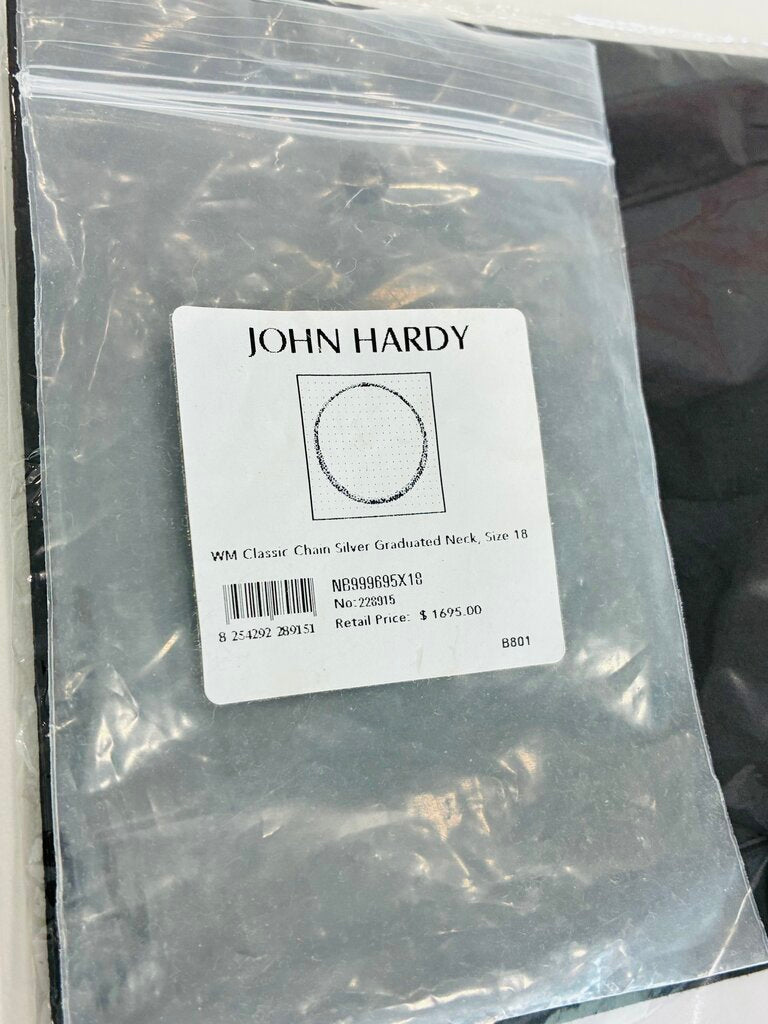 JOHN HARDY
WM Classic Chain Silver Graduated Neck, Size 18
NB999695X18
No:228915
Retail Price: $ 1695.00
8 254292 289151
B801